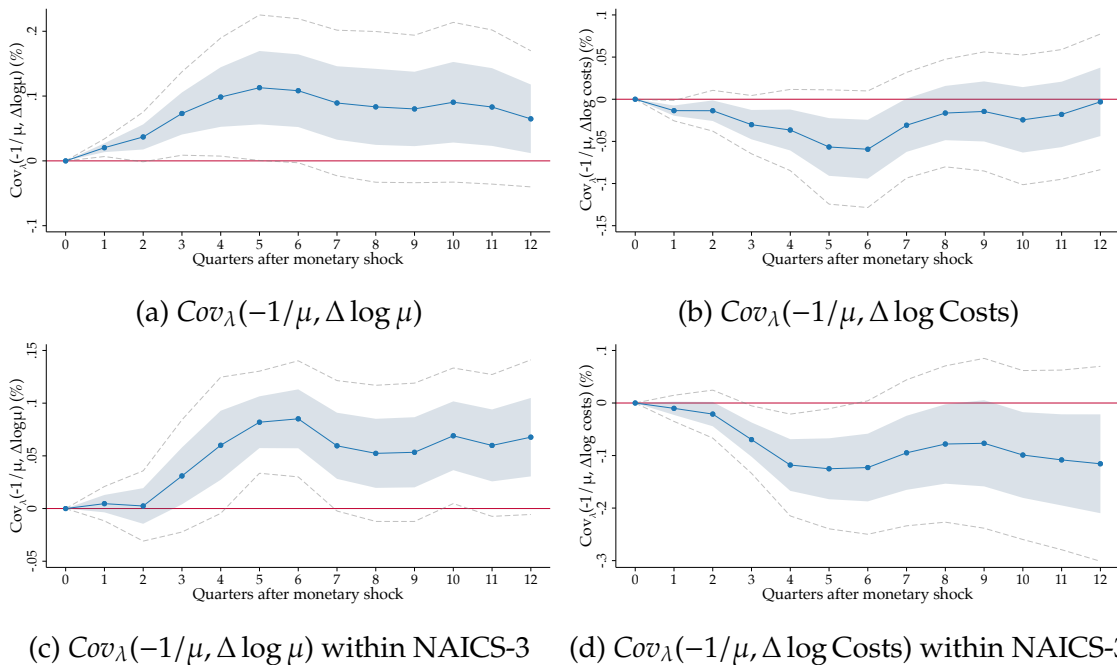 Cov_λ(-1/μ, Δlogμ) (%)
.2
.1
0
-.1
0 1 2 3 4 5 6 7 8 9 10 11 12
Quarters after monetary shock
(a) Cov_λ(−1/μ, Δ log μ)
Cov_λ(-1/μ, Δlog costs) (%)
.1
.05
0
-.05
-.1
-.15
0 1 2 3 4 5 6 7 8 9 10 11 12
Quarters after monetary shock
(b) Cov_λ(−1/μ, Δ log Costs)
Cov_λ(-1/μ, Δlogμ) (%)
.15
.1
.05
0
-.05
0 1 2 3 4 5 6 7 8 9 10 11 12
Quarters after monetary shock
(c) Cov_λ(−1/μ, Δ log μ) within NAICS-3
Cov_λ(-1/μ, Δlog costs) (%)
.1
0
-.1
-.2
-.3
0 1 2 3 4 5 6 7 8 9 10 11 12
Quarters after monetary shock
(d) Cov_λ(−1/μ, Δ log Costs) within NAICS-3